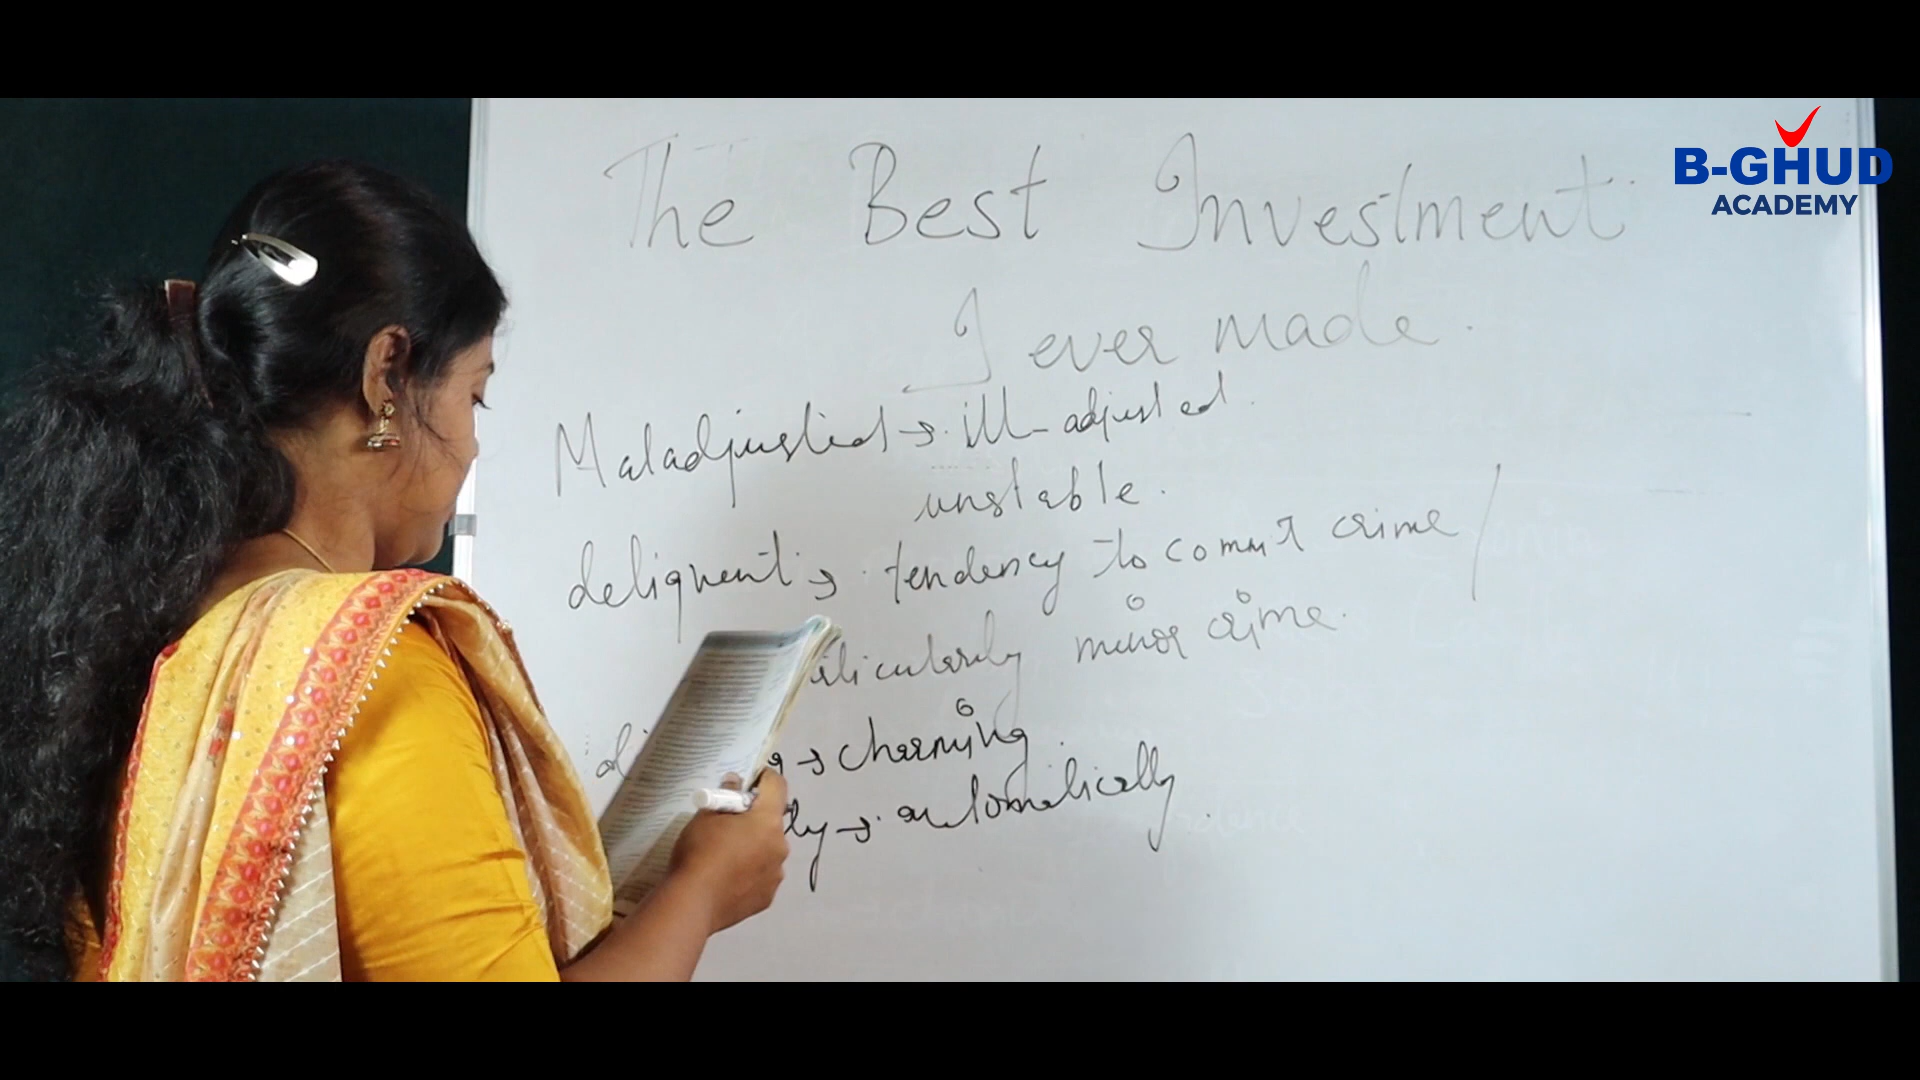 The Best Investment
I ever made.
Maladjusted → ill-adjusted.
unstable.
deliquent → tendency to commit crime /
minor crime.
→ charming
→ automatically.
B-GHUD
ACADEMY